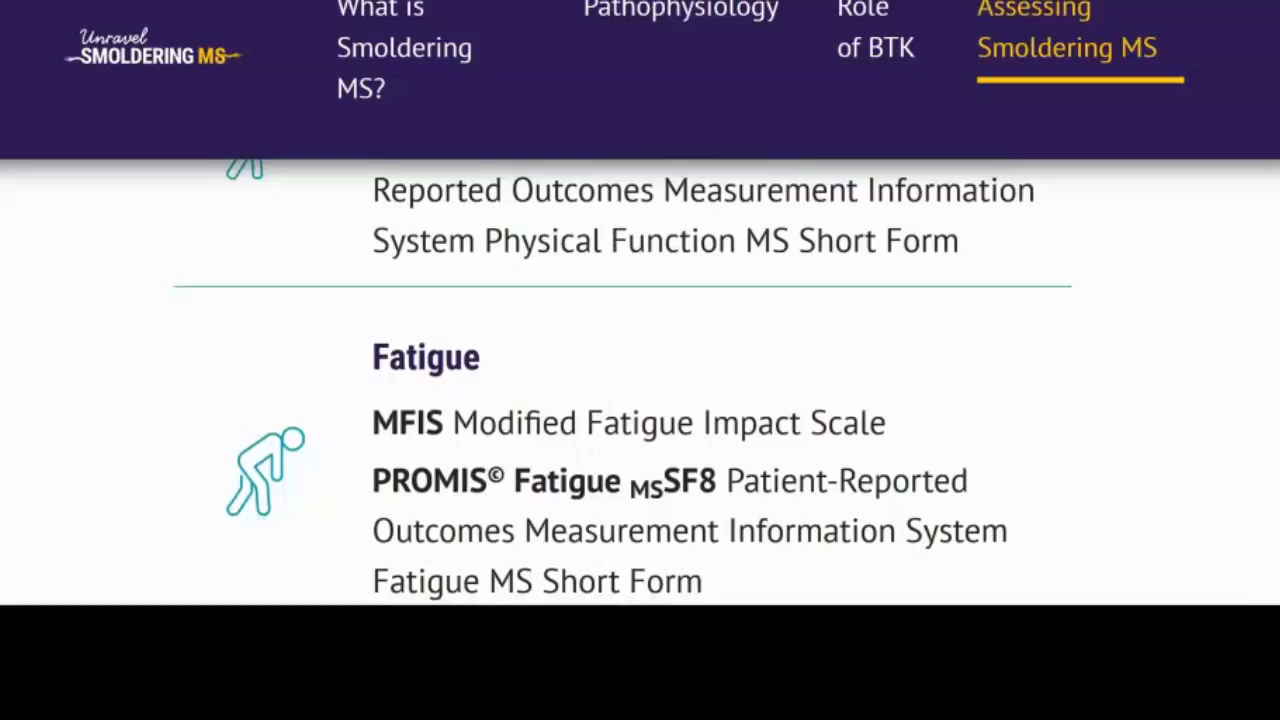 Unravel
SMOLDERING MS
What is
Smoldering
MS?
Pathophysiology
Role
of BTK
Assessing
Smoldering MS
Reported Outcomes Measurement Information
System Physical Function MS Short Form
Fatigue
MFIS Modified Fatigue Impact Scale
PROMIS© Fatigue MSSF8 Patient-Reported
Outcomes Measurement Information System
Fatigue MS Short Form